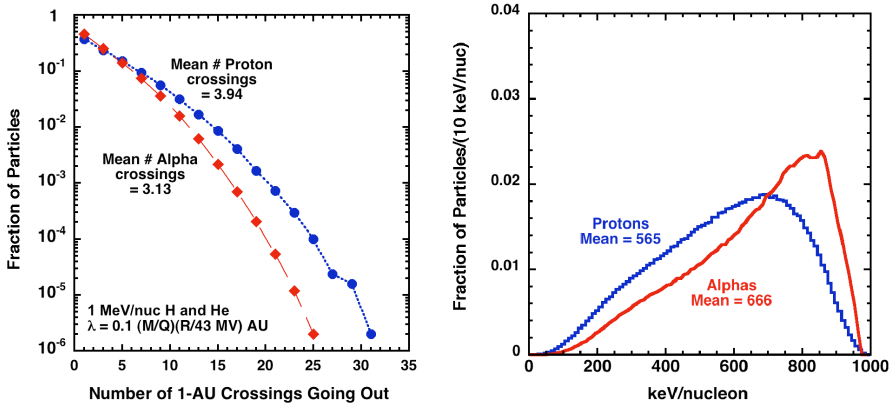 1
10⁻¹
10⁻²
10⁻³
10⁻⁴
10⁻⁵
10⁻⁶
Fraction of Particles
Mean # Proton
crossings
= 3.94
Mean # Alpha
crossings
= 3.13
1 MeV/nuc H and He
λ = 0.1 (M/Q)(R/43 MV) AU
0 5 10 15 20 25 30 35
Number of 1-AU Crossings Going Out
0.04
0.03
0.02
0.01
0
Fraction of Particles/(10 keV/nuc)
Protons
Mean = 565
Alphas
Mean = 666
0 200 400 600 800 1000
keV/nucleon